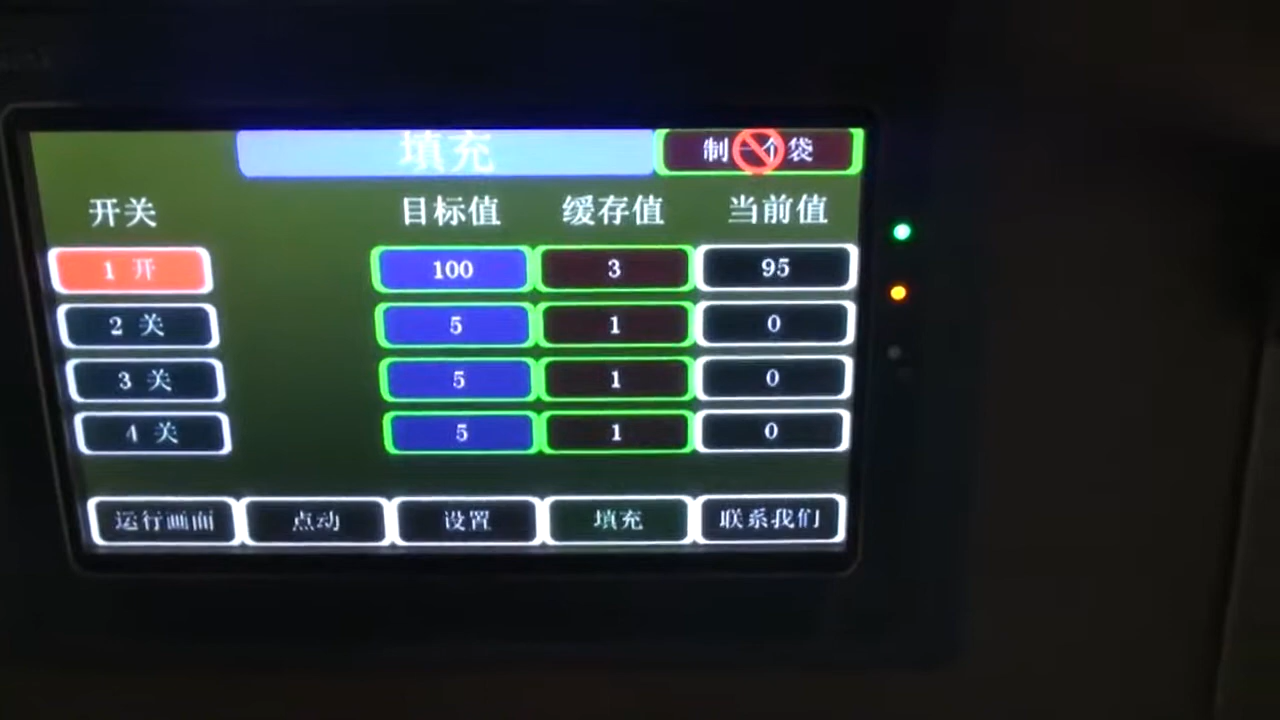 填充 制一个袋
开关 目标值 缓存值 当前值
1 开 100 3 95
2 关 5 1 0
3 关 5 1 0
4 关 5 1 0
运行画面 点动 设置 填充 联系我们